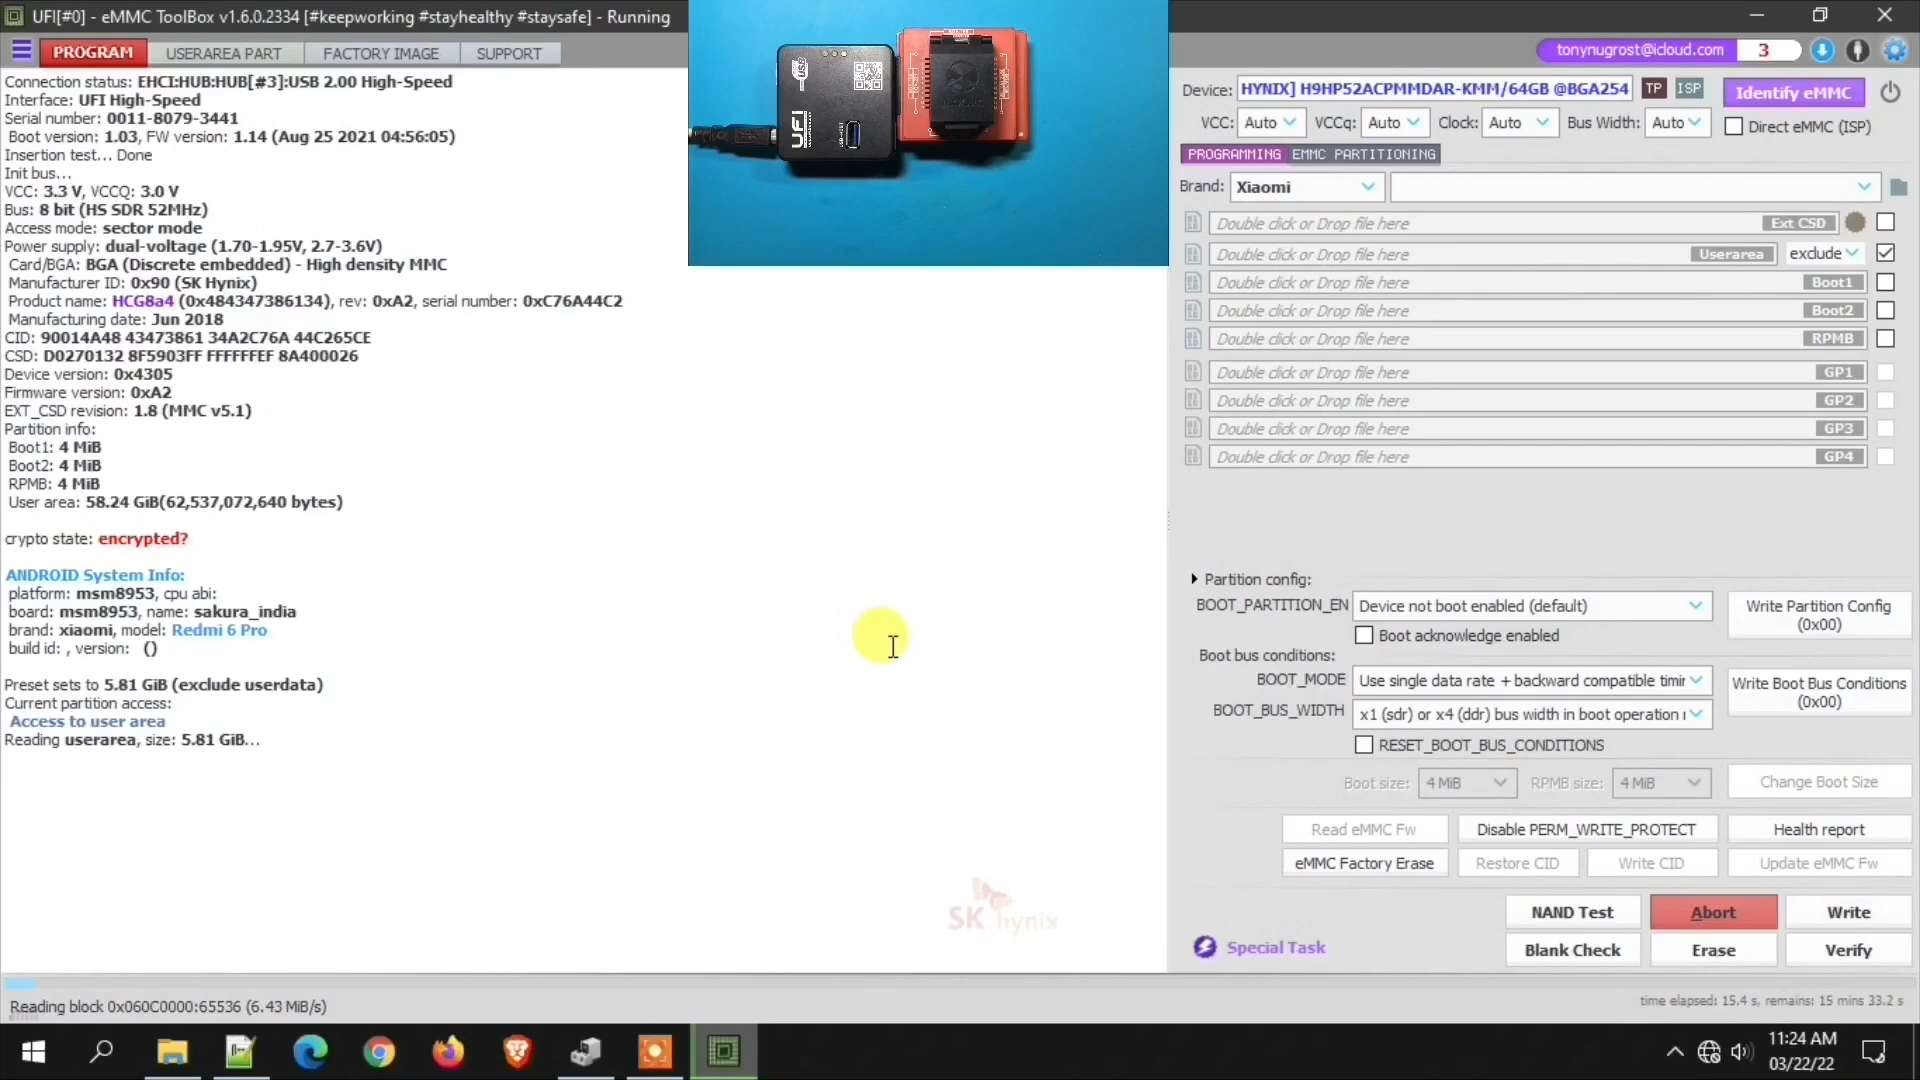 UFI[#0] - eMMC ToolBox v1.6.0.2334 [#keepworking #stayhealthy #staysafe] - Running
PROGRAM USERAREA PART FACTORY IMAGE SUPPORT
tonynugrost@icloud.com 3
Connection status: EHCI:HUB:HUB[#3]:USB 2.00 High-Speed
Interface: UFI High-Speed
Serial number: 0011-8079-3441
Boot version: 1.03, FW version: 1.14 (Aug 25 2021 04:56:05)
Insertion test... Done
Init bus...
VCC: 3.3 V, VCCQ: 3.0 V
Bus: 8 bit (HS SDR 52MHz)
Access mode: sector mode
Power supply: dual-voltage (1.70-1.95V, 2.7-3.6V)
Card/BGA: BGA (Discrete embedded) - High density MMC
Manufacturer ID: 0x90 (SK Hynix)
Product name: HCG8a4 (0x484347386134), rev: 0xA2, serial number: 0xC76A44C2
Manufacturing date: Jun 2018
CID: 90014A48 43473861 34A2C76A 44C265CE
CSD: D0270132 8F5903FF FFFFFFEF 8A400026
Device version: 0x4305
Firmware version: 0xA2
EXT_CSD revision: 1.8 (MMC v5.1)
Partition info:
Boot1: 4 MiB
Boot2: 4 MiB
RPMB: 4 MiB
User area: 58.24 GiB(62,537,072,640 bytes)
crypto state: encrypted?
ANDROID System Info:
platform: msm8953, cpu abi:
board: msm8953, name: sakura_india
brand: xiaomi, model: Redmi 6 Pro
build id: , version: ()
Preset sets to 5.81 GiB (exclude userdata)
Current partition access:
Access to user area
Reading userarea, size: 5.81 GiB...
SK hynix
UFI
Device: HYNIX] H9HP52ACPMMDAR-KMM/64GB @BGA254 TP ISP Identify eMMC
VCC: Auto VCCq: Auto Clock: Auto Bus Width: Auto Direct eMMC (ISP)
PROGRAMMING EMMC PARTITIONING
Brand: Xiaomi
Double click or Drop file here Ext CSD
Double click or Drop file here Userarea exclude
Double click or Drop file here Boot1
Double click or Drop file here Boot2
Double click or Drop file here RPMB
Double click or Drop file here GP1
Double click or Drop file here GP2
Double click or Drop file here GP3
Double click or Drop file here GP4
Partition config:
BOOT_PARTITION_EN Device not boot enabled (default) Write Partition Config
(0x00)
Boot acknowledge enabled
Boot bus conditions:
BOOT_MODE Use single data rate + backward compatible timir Write Boot Bus Conditions
(0x00)
BOOT_BUS_WIDTH x1 (sdr) or x4 (ddr) bus width in boot operation
RESET_BOOT_BUS_CONDITIONS
Boot size: 4 MiB RPMB size: 4 MiB Change Boot Size
Read eMMC Fw Disable PERM_WRITE_PROTECT Health report
eMMC Factory Erase Restore CID Write CID Update eMMC Fw
NAND Test Abort Write
Special Task
Blank Check Erase Verify
Reading block 0x060C0000:65536 (6.43 MiB/s)
time elapsed: 15.4 s, remains: 15 mins 33.2 s
11:24 AM
03/22/22